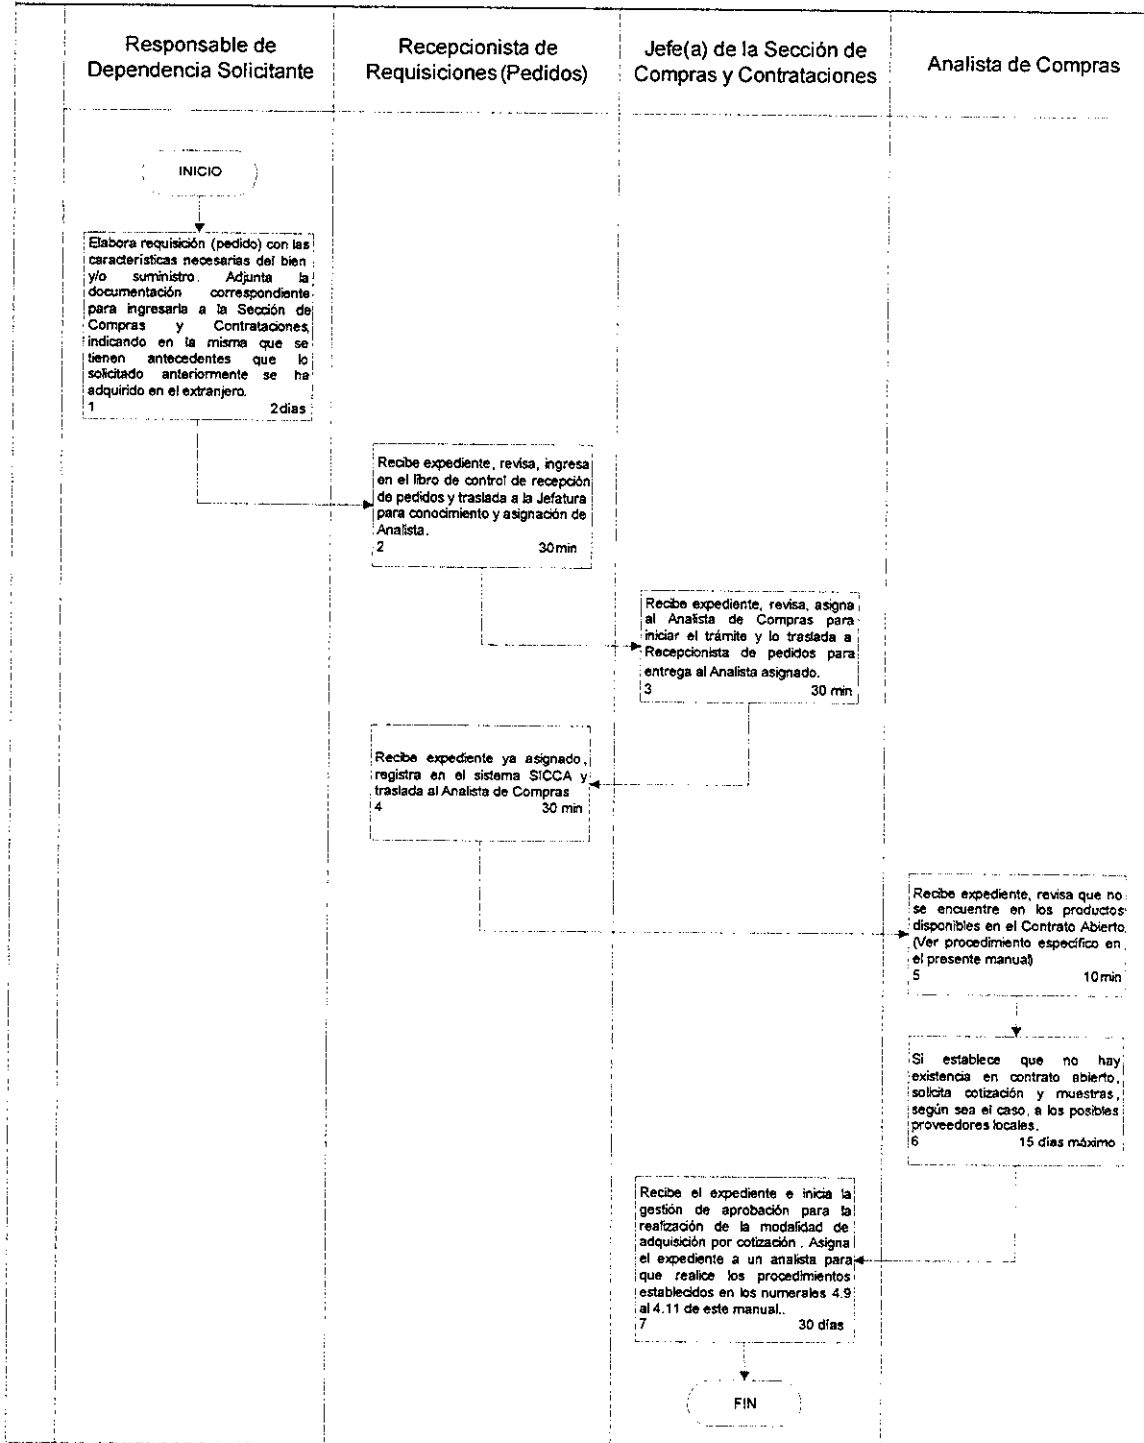 Responsable de
Dependencia Solicitante
Recepcionista de
Requisiciones (Pedidos)
Jefe(a) de la Sección de
Compras y Contrataciones
Analista de Compras
INICIO
Elabora requisición (pedido) con las
características necesarias del bien
y/o suministro. Adjunta la
documentación correspondiente
para ingresarla a la Sección de
Compras y Contrataciones,
indicando en la misma que se
tienen antecedentes que lo
solicitado anteriormente se ha
adquirido en el extranjero.
1 2 dias
Recibe expediente, revisa, ingresa
en el libro de control de recepción
de pedidos y traslada a la Jefatura
para conocimiento y asignación de
Analista.
2 30 min
Recibe expediente, revisa, asigna
al Analista de Compras para
iniciar el trámite y lo traslada a
Recepcionista de pedidos para
entrega al Analista asignado.
3 30 min
Recibe expediente ya asignado,
registra en el sistema SICCA y
traslada al Analista de Compras
4 30 min
Recibe expediente, revisa que no
se encuentre en los productos
disponibles en el Contrato Abierto.
(Ver procedimiento específico en
el presente manual)
5 10 min
Si establece que no hay
existencia en contrato abierto,
solicita cotización y muestras,
según sea el caso, a los posibles
proveedores locales.
6 15 días máximo
Recibe el expediente e inicia la
gestión de aprobación para la
realización de la modalidad de
adquisición por cotización . Asigna
el expediente a un analista para
que realice los procedimientos
establecidos en los numerales 4.9
al 4.11 de este manual..
7 30 días
FIN